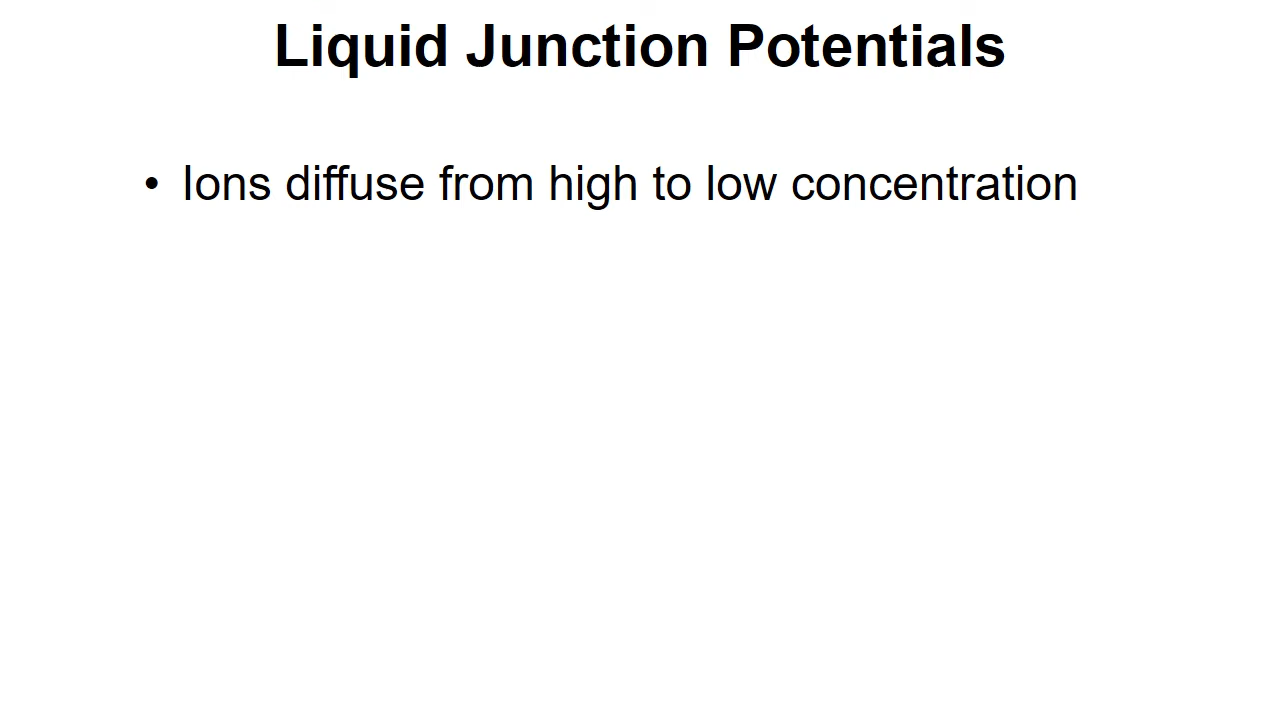 Liquid Junction Potentials
• Ions diffuse from high to low concentration